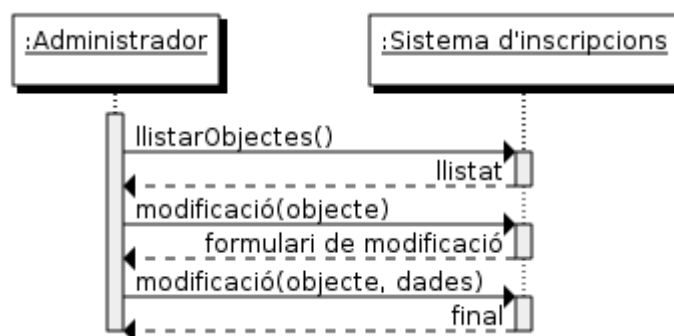 :Administrador
:Sistema d'inscripcions
llistarObjectes()
llistat
modificació(objecte)
formulari de modificació
modificació(objecte, dades)
final